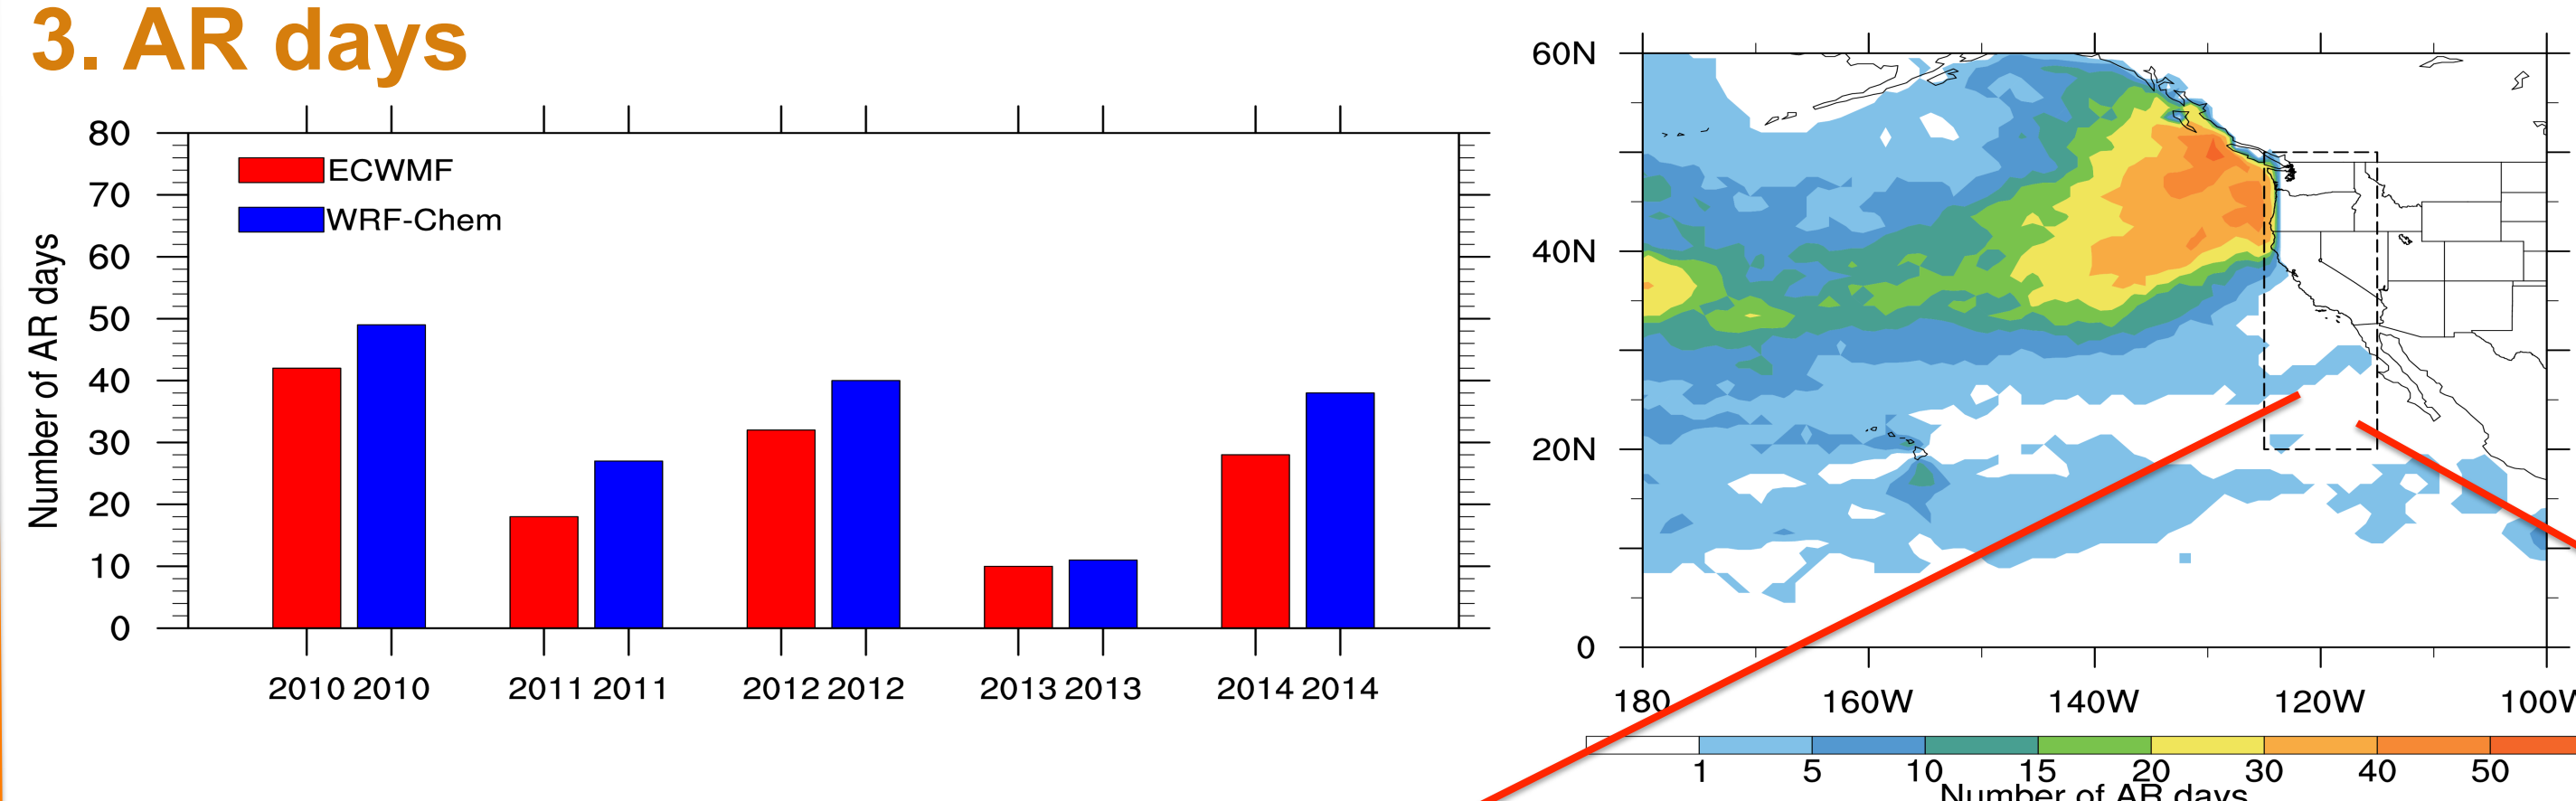 3. AR days
80
70
60
50
40
30
20
10
0
Number of AR days
ECWMF
WRF-Chem
2010 2010 2011 2011 2012 2012 2013 2013 2014 2014
60N
40N
20N
0
180 160W 140W 120W 100W
1 5 10 15 20 30 40 50
Number of AR days